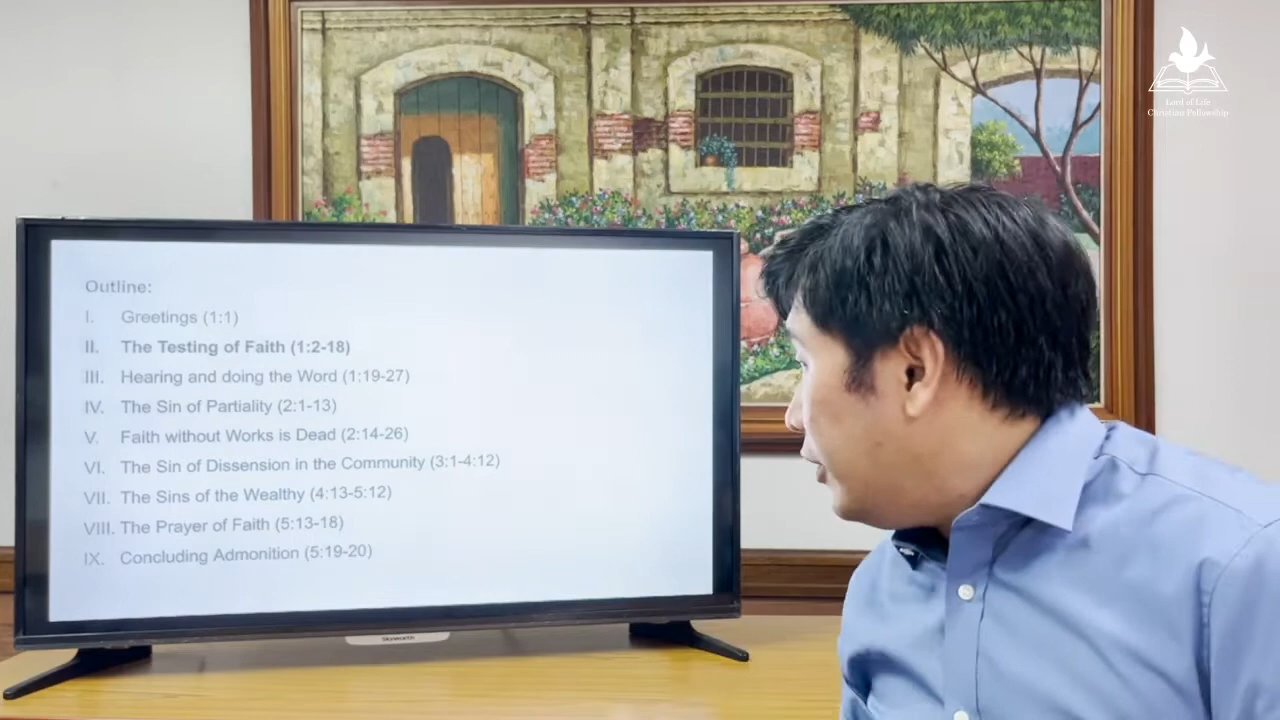 Lord of Life
Christian Fellowship
Outline:
I. Greetings (1:1)
II. The Testing of Faith (1:2-18)
III. Hearing and doing the Word (1:19-27)
IV. The Sin of Partiality (2:1-13)
V. Faith without Works is Dead (2:14-26)
VI. The Sin of Dissension in the Community (3:1-4:12)
VII. The Sins of the Wealthy (4:13-5:12)
VIII. The Prayer of Faith (5:13-18)
IX. Concluding Admonition (5:19-20)
Skyworth